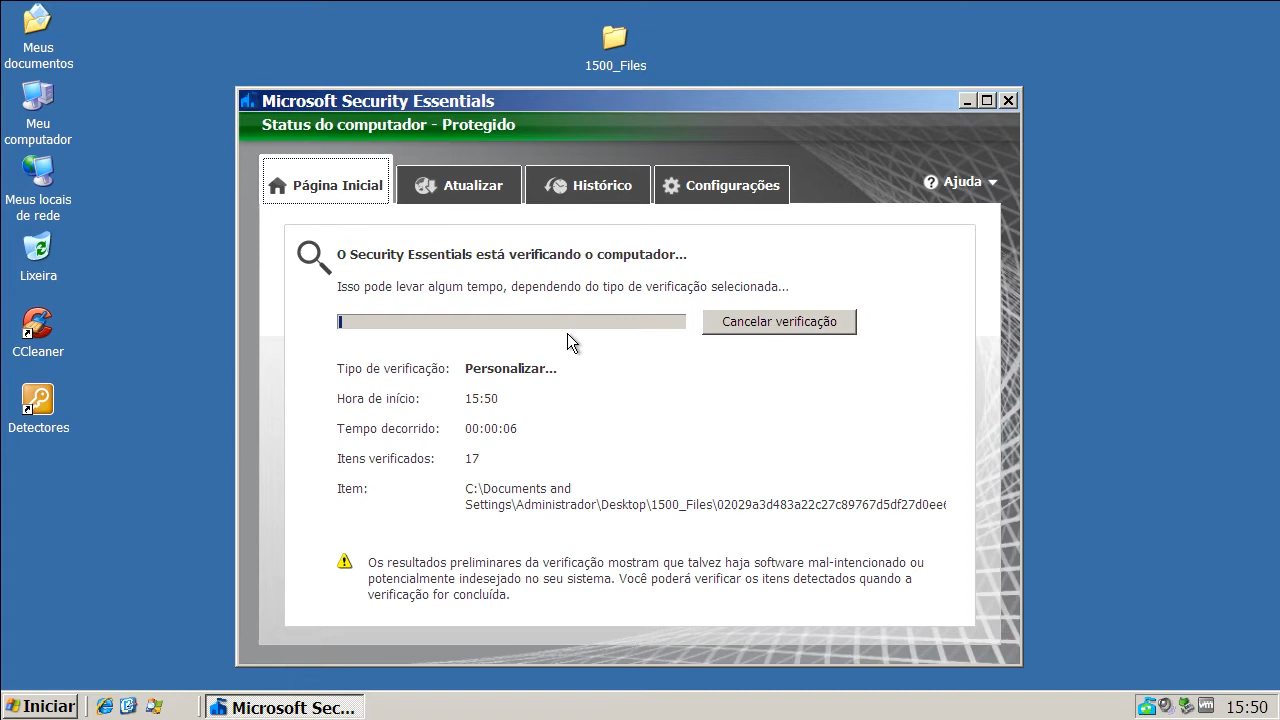 Meus
documentos
1500_Files
Meu
computador
Meus locais
de rede
Lixeira
CCleaner
Detectores
Microsoft Security Essentials
Status do computador - Protegido
Página Inicial
Atualizar
Histórico
Configurações
Ajuda
O Security Essentials está verificando o computador...
Isso pode levar algum tempo, dependendo do tipo de verificação selecionada...
Cancelar verificação
Tipo de verificação: Personalizar...
Hora de início: 15:50
Tempo decorrido: 00:00:06
Itens verificados: 17
Item: C:\Documents and
Settings\Administrador\Desktop\1500_Files\02029a3d483a22c27c89767d5df27d0ee6
Os resultados preliminares da verificação mostram que talvez haja software mal-intencionado ou
potencialmente indesejado no seu sistema. Você poderá verificar os itens detectados quando a
verificação for concluída.
Iniciar
Microsoft Sec...
vm
15:50